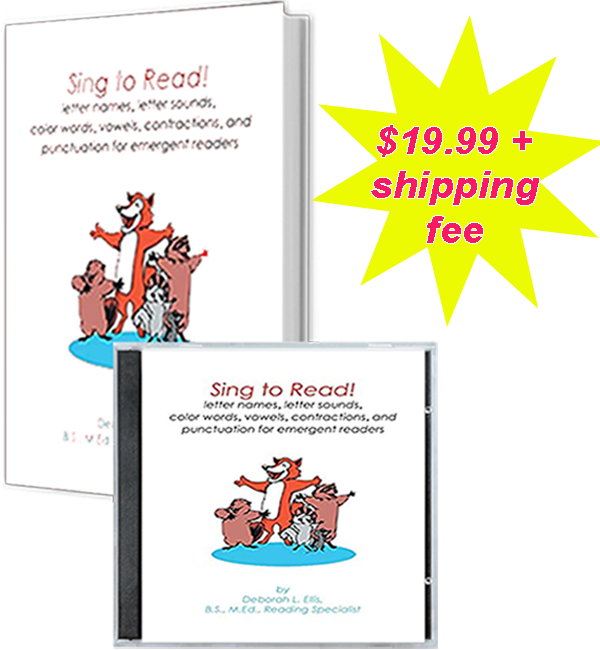 Sing to Read!
letter names, letter sounds,
color words, vowels, contractions, and
punctuation for emergent readers
B.S., M.Ed
$19.99 +
shipping
fee
Sing to Read!
letter names, letter sounds,
color words, vowels, contractions, and
punctuation for emergent readers
by
Deborah L. Ellis,
B.S., M.Ed., Reading Specialist